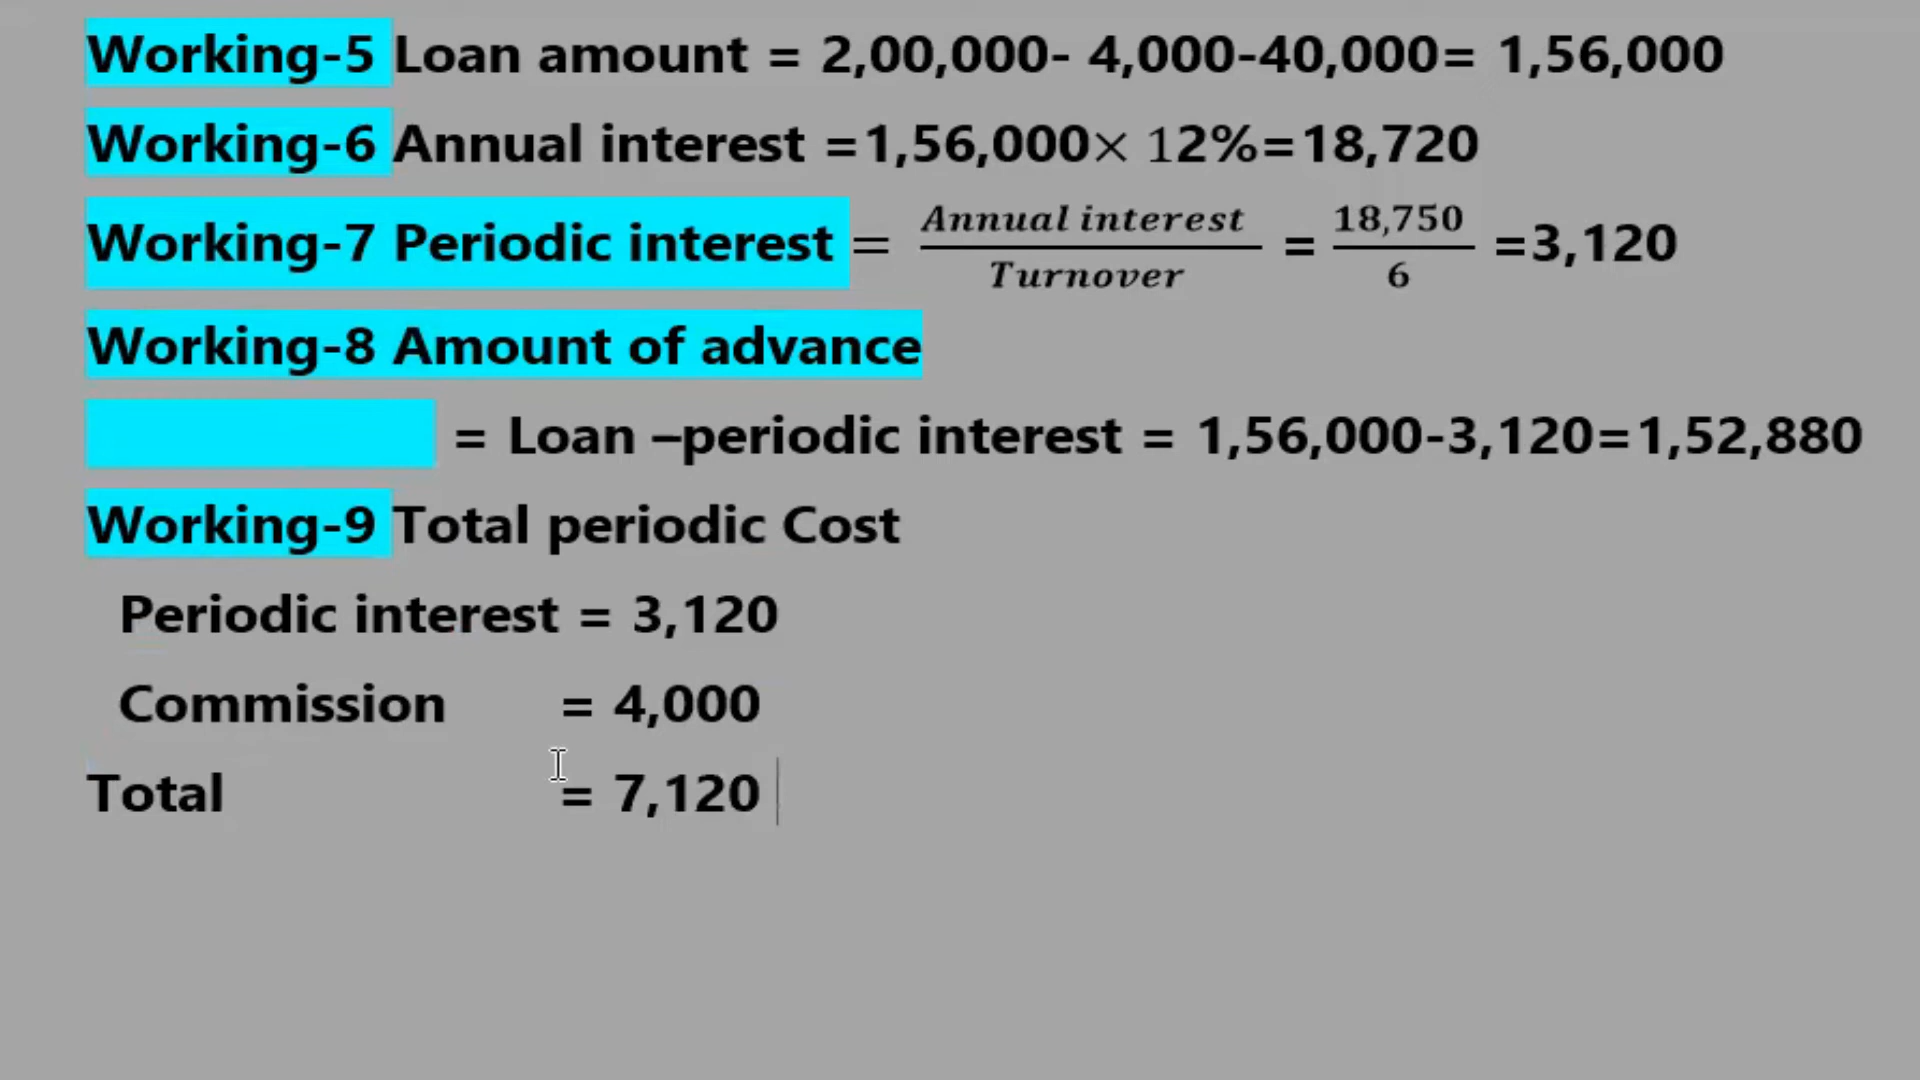 Working-5 Loan amount = 2,00,000- 4,000-40,000= 1,56,000
Working-6 Annual interest =1,56,000× 12%=18,720
Working-7 Periodic interest = Annual interest / Turnover = 18,750 / 6 =3,120
Working-8 Amount of advance
= Loan –periodic interest = 1,56,000-3,120=1,52,880
Working-9 Total periodic Cost
Periodic interest = 3,120
Commission = 4,000
Total = 7,120